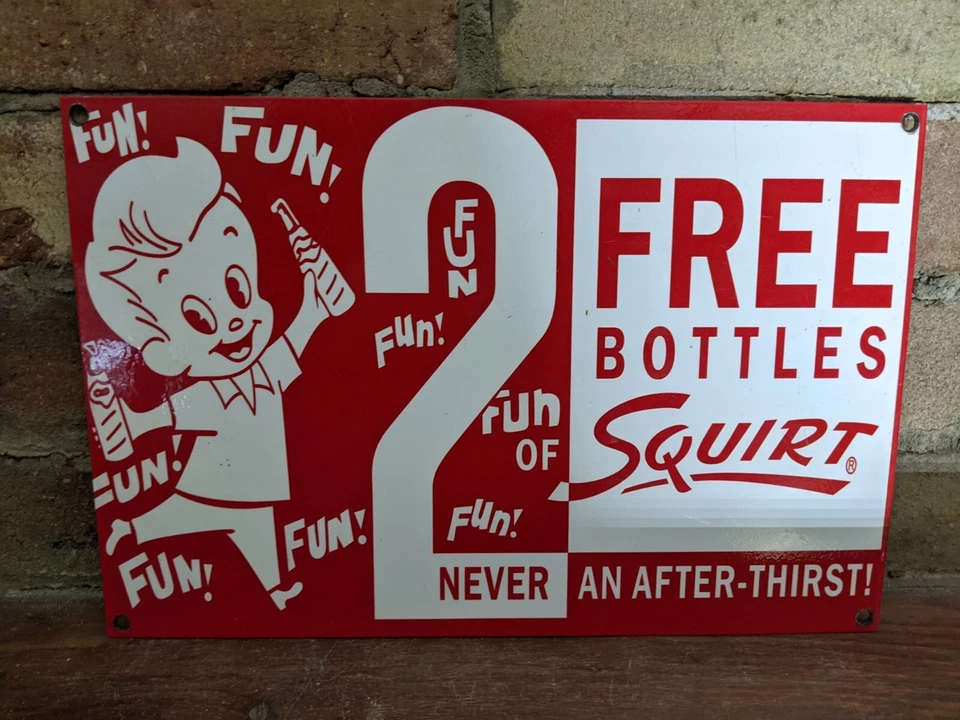 FUN!
FUN!
2
FUN
Fun!
Fun
OF
Fun!
FUN!
FUN!
FUN!
FREE
BOTTLES
SQUIRT®
NEVER AN AFTER-THIRST!